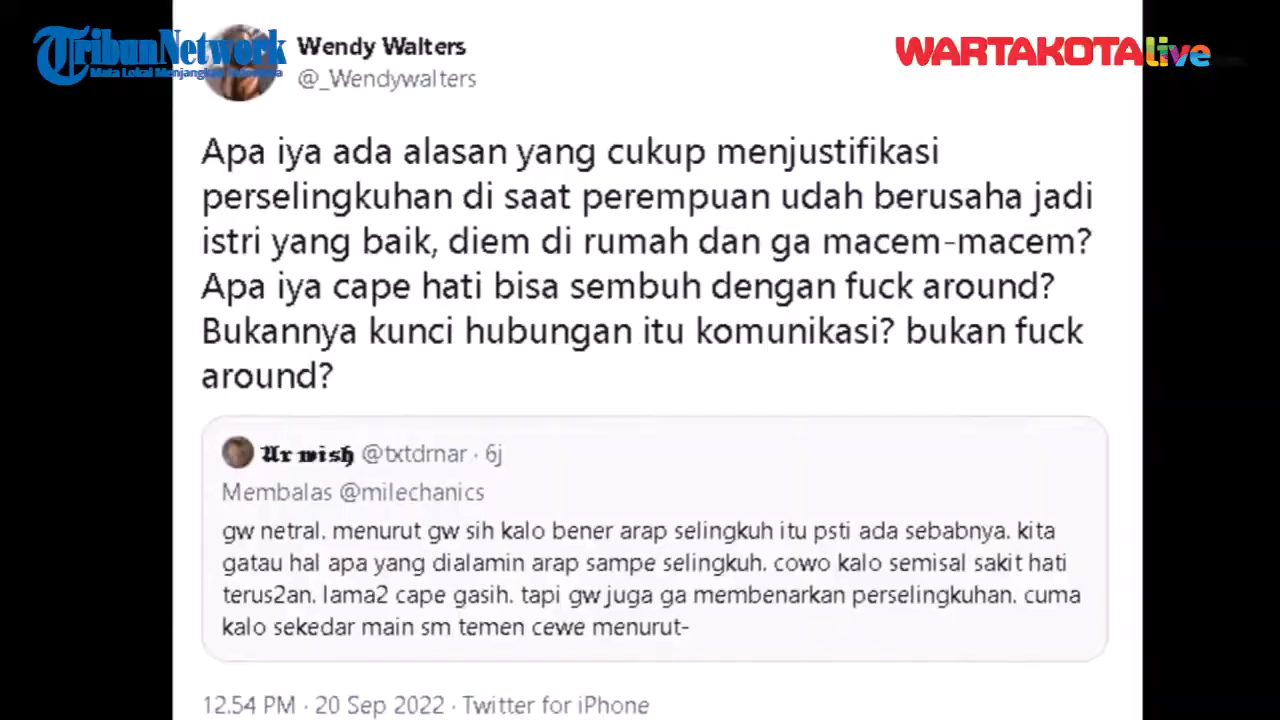 TribunNetwork
Mata Lokal Menjangkau Indonesia
WARTAKOTAlive
Wendy Walters
@_Wendywalters
Apa iya ada alasan yang cukup menjustifikasi
perselingkuhan di saat perempuan udah berusaha jadi
istri yang baik, diem di rumah dan ga macem-macem?
Apa iya cape hati bisa sembuh dengan fuck around?
Bukannya kunci hubungan itu komunikasi? bukan fuck
around?
Ur wish @txtdrnar · 6j
Membalas @milechanics
gw netral. menurut gw sih kalo bener arap selingkuh itu psti ada sebabnya. kita
gatau hal apa yang dialamin arap sampe selingkuh. cowo kalo semisal sakit hati
terus2an. lama2 cape gasih. tapi gw juga ga membenarkan perselingkuhan. cuma
kalo sekedar main sm temen cewe menurut-
12.54 PM · 20 Sep 2022 · Twitter for iPhone